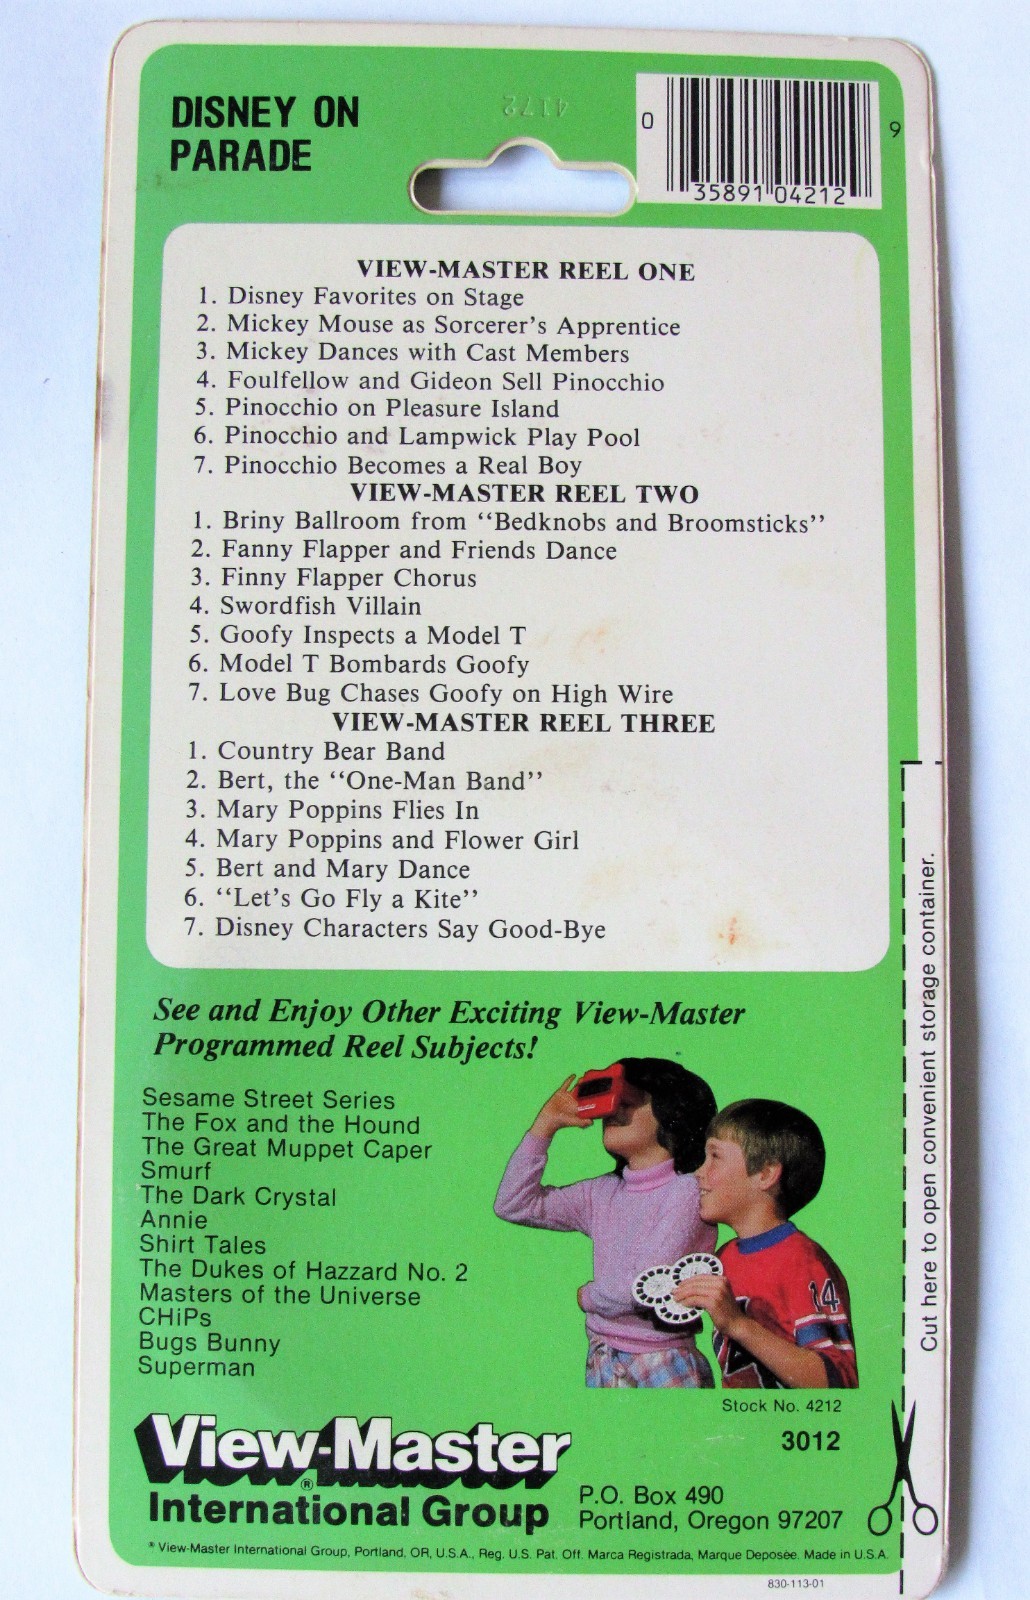 DISNEY ON
PARADE
4172
0
35891 04212
9
VIEW-MASTER REEL ONE
1. Disney Favorites on Stage
2. Mickey Mouse as Sorcerer's Apprentice
3. Mickey Dances with Cast Members
4. Foulfellow and Gideon Sell Pinocchio
5. Pinocchio on Pleasure Island
6. Pinocchio and Lampwick Play Pool
7. Pinocchio Becomes a Real Boy
VIEW-MASTER REEL TWO
1. Briny Ballroom from "Bedknobs and Broomsticks"
2. Fanny Flapper and Friends Dance
3. Finny Flapper Chorus
4. Swordfish Villain
5. Goofy Inspects a Model T
6. Model T Bombards Goofy
7. Love Bug Chases Goofy on High Wire
VIEW-MASTER REEL THREE
1. Country Bear Band
2. Bert, the "One-Man Band"
3. Mary Poppins Flies In
4. Mary Poppins and Flower Girl
5. Bert and Mary Dance
6. "Let's Go Fly a Kite"
7. Disney Characters Say Good-Bye
See and Enjoy Other Exciting View-Master
Programmed Reel Subjects!
Sesame Street Series
The Fox and the Hound
The Great Muppet Caper
Smurf
The Dark Crystal
Annie
Shirt Tales
The Dukes of Hazzard No. 2
Masters of the Universe
CHiPs
Bugs Bunny
Superman
14
Cut here to open convenient storage container.
Stock No. 4212
3012
View-Master
®
International Group
P.O. Box 490
Portland, Oregon 97207
* View-Master International Group, Portland, OR, U.S.A., Reg. U.S. Pat. Off. Marca Registrada, Marque Deposée. Made in U.S.A.
830-113-01